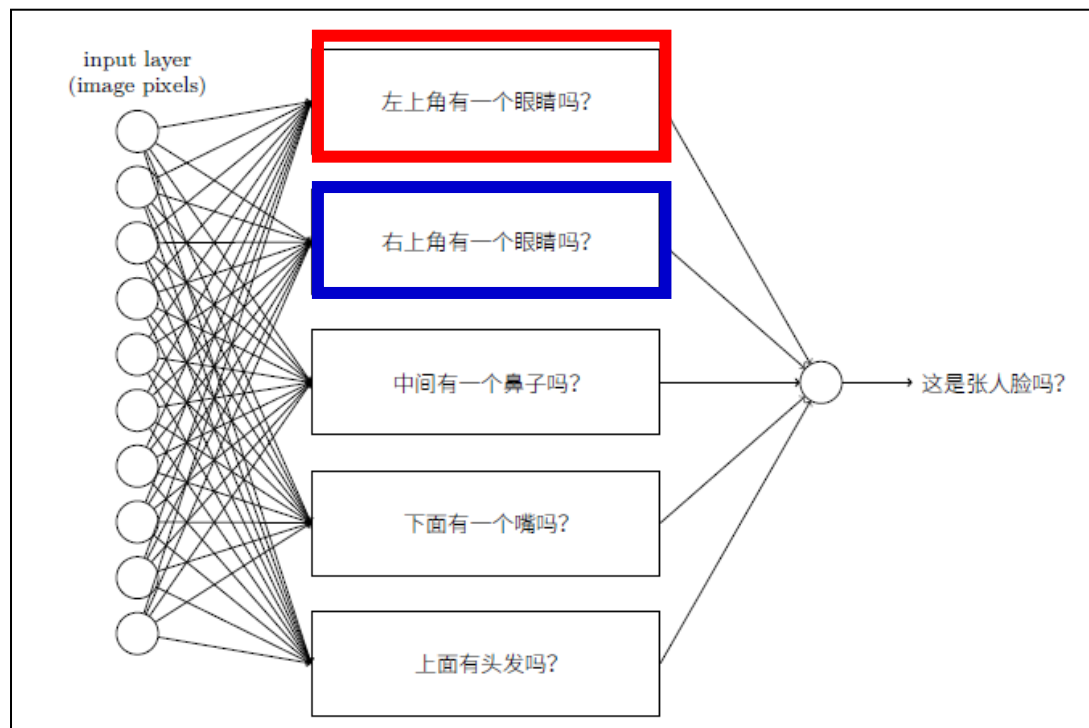 input layer
(image pixels)
左上角有一个眼睛吗？
右上角有一个眼睛吗？
中间有一个鼻子吗？
下面有一个嘴吗？
上面有头发吗？
这是张人脸吗？